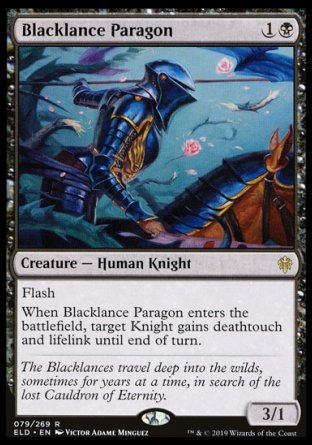 Blacklance Paragon 1
Creature — Human Knight
Flash
When Blacklance Paragon enters the
battlefield, target Knight gains deathtouch
and lifelink until end of turn.
The Blacklances travel deep into the wilds,
sometimes for years at a time, in search of the
lost Cauldron of Eternity.
3/1
079/269 R
ELD • EN VICTOR ADAME MINGUEZ
™ & © 2019 Wizards of the Coast